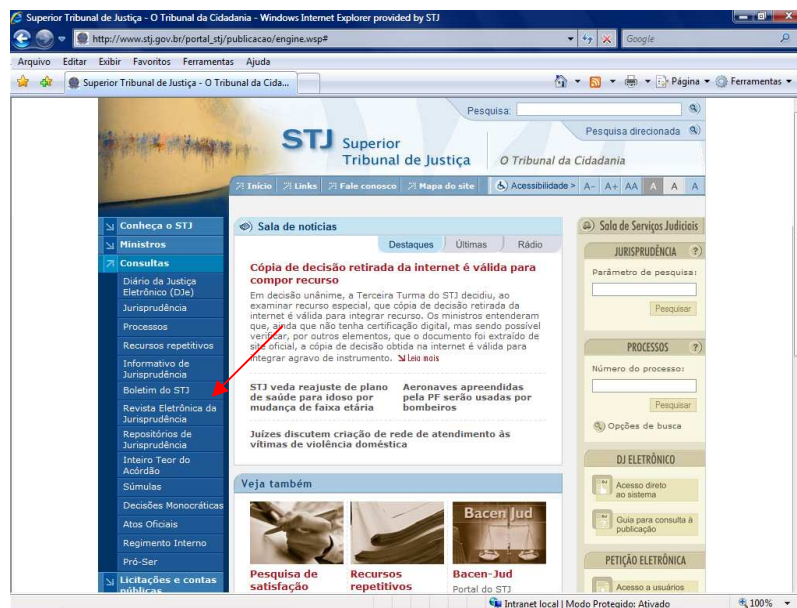 Superior Tribunal de Justiça - O Tribunal da Cidadania - Windows Internet Explorer provided by STJ
http://www.stj.gov.br/portal_stj/publicacao/engine.wsp#
Google
Arquivo Editar Exibir Favoritos Ferramentas Ajuda
Superior Tribunal de Justiça - O Tribunal da Cida...
Página Ferramentas
Pesquisa:
Pesquisa direcionada
STJ Superior
Tribunal de Justiça
O Tribunal da Cidadania
Início Links Fale conosco Mapa do site Acessibilidade > A- A+ AA A A A
Conheça o STJ
Ministros
Consultas
Diário da Justiça
Eletrônico (DJe)
Jurisprudência
Processos
Recursos repetitivos
Informativo de
Jurisprudência
Boletim do STJ
Revista Eletrônica da
Jurisprudência
Repositórios de
Jurisprudência
Inteiro Teor do
Acórdão
Súmulas
Decisões Monocráticas
Atos Oficiais
Regimento Interno
Pró-Ser
Licitações e contas
públicas
Sala de notícias
Destaques Últimas Rádio
Cópia de decisão retirada da internet é válida para
compor recurso
Em decisão unânime, a Terceira Turma do STJ decidiu, ao
examinar recurso especial, que cópia de decisão retirada da
internet é válida para integrar recurso. Os ministros entenderam
que, ainda que não tenha certificação digital, mas sendo possível
verificar, por outros elementos, que o documento foi extraído de
site oficial, a cópia de decisão obtida na internet é válida para
integrar agravo de instrumento. Leia mais
STJ veda reajuste de plano
de saúde para idoso por
mudança de faixa etária
Aeronaves apreendidas
pela PF serão usadas por
bombeiros
Juízes discutem criação de rede de atendimento às
vítimas de violência doméstica
Veja também
Bacen Jud
Pesquisa de
satisfação
Recursos
repetitivos
Bacen-Jud
Portal do STJ
Sala de Serviços Judiciais
JURISPRUDÊNCIA ?
Parâmetro de pesquisa:
Pesquisar
PROCESSOS ?
Número do processo:
Pesquisar
Opções de busca
DJ ELETRÔNICO
Acesso direto
ao sistema
Guia para consulta à
publicação
PETIÇÃO ELETRÔNICA
Acesso a usuários
Intranet local | Modo Protegido: Ativado
100%